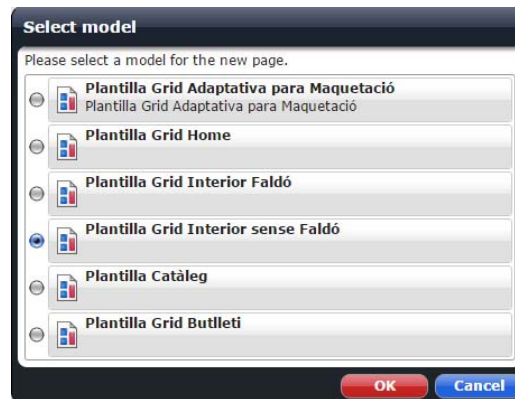 Select model
Please select a model for the new page.
Plantilla Grid Adaptativa para Maquetació
Plantilla Grid Adaptativa para Maquetació
Plantilla Grid Home
Plantilla Grid Interior Faldó
Plantilla Grid Interior sense Faldó
Plantilla Catàleg
Plantilla Grid Butlleti
OK
Cancel